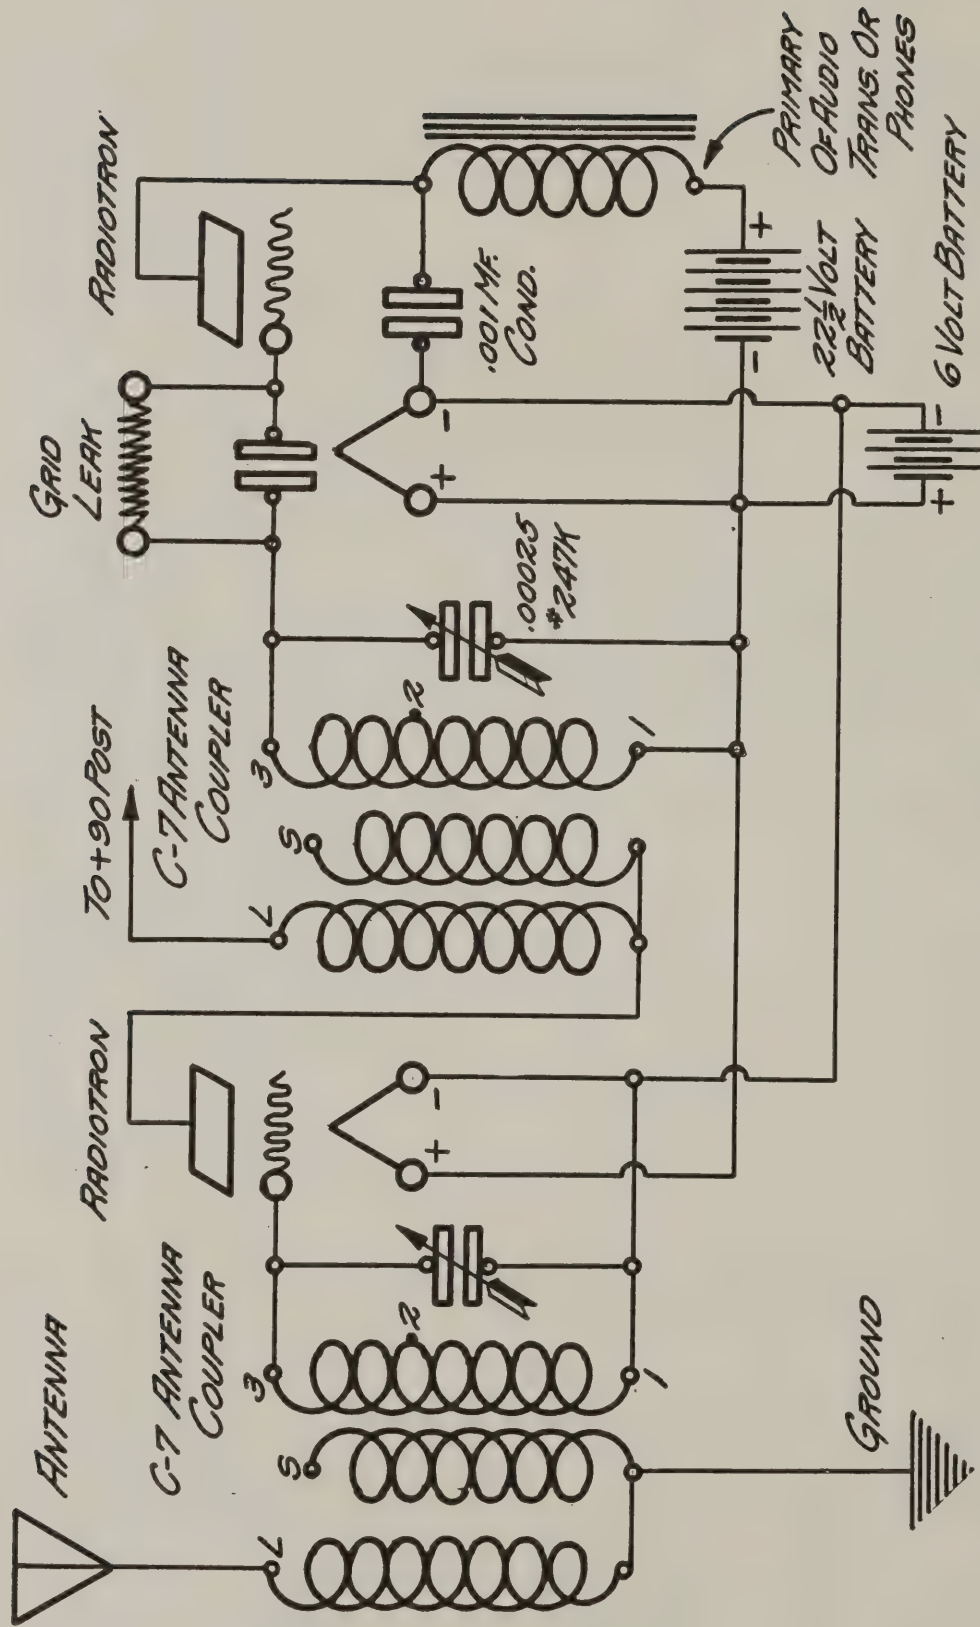 ANTENNA
C-7 ANTENNA
COUPLER
L
S
3
2
1
GROUND
RADIOTRON
+
-
TO +90 POST
C-7 ANTENNA
COUPLER
L
S
3
2
1
.00025
#247K
GRID
LEAK
RADIOTRON
+
-
.001 MF.
COND.
PRIMARY
OF AUDIO
TRANS. OR
PHONES
-
+
22½ VOLT
BATTERY
+
-
6 VOLT BATTERY